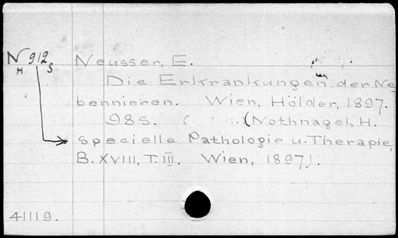 N 912 Neusser, E.
H S
Die Erkrankungen der Ne
bennieren. Wien, Hölder, 1897.
98s. (Nothnagel, H.
specielle Pathologie u. Therapie,
B. XVIII, T. III. Wien, 1897).
41119.